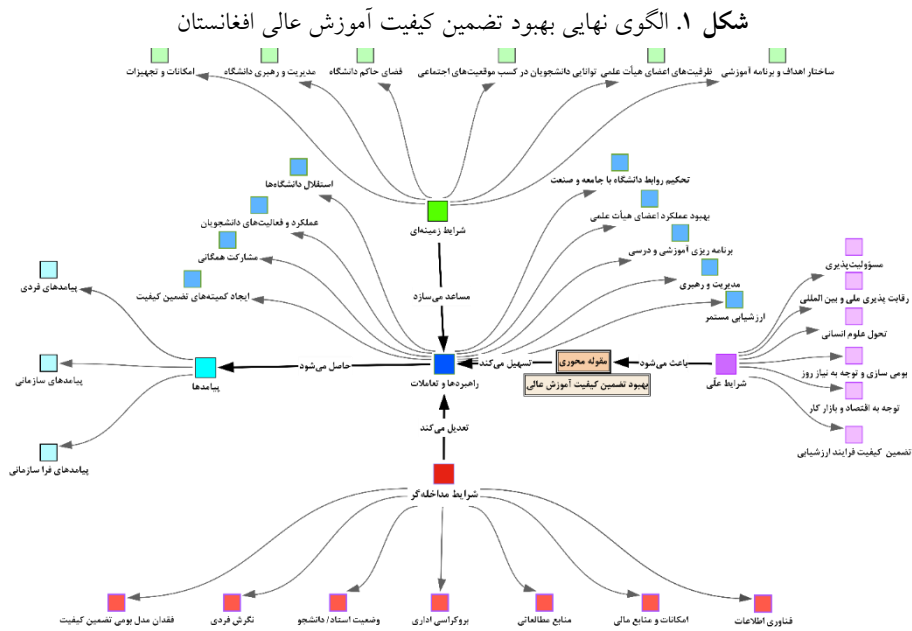 شکل ۱. الگوی نهایی بهبود تضمین کیفیت آموزش عالی افغانستان
ساختار اهداف و برنامه آموزشی
ظرفیت‌های اعضای هیأت علمی
توانایی دانشجویان در کسب موقعیت‌های اجتماعی
فضای حاکم دانشگاه
مدیریت و رهبری دانشگاه
امکانات و تجهیزات
تحکیم روابط دانشگاه با جامعه و صنعت
استقلال دانشگاه‌ها
بهبود عملکرد اعضای هیأت علمی
عملکرد و فعالیت‌های دانشجویان
شرایط زمینه‌ای
برنامه ریزی آموزشی و درسی
مشارکت همگانی
مدیریت و رهبری
ایجاد کمیته‌های تضمین کیفیت
ارزشیابی مستمر
مساعد می‌سازد
مسؤولیت‌پذیری
رقابت پذیری ملی و بین المللی
تحول علوم انسانی
بومی سازی و توجه به نیاز روز
توجه به اقتصاد و بازار کار
تضمین کیفیت فرایند ارزشیابی
شرایط علّی
باعث می‌شود
مقوله محوری
بهبود تضمین کیفیت آموزش عالی
تسهیل می‌کند
راهبردها و تعاملات
حاصل می‌شود
پیامدها
پیامدهای فردی
پیامدهای سازمانی
پیامدهای فرا سازمانی
تعدیل می‌کند
شرایط مداخله‌گر
فناوری اطلاعات
امکانات و منابع مالی
منابع مطالعاتی
بروکراسی اداری
وضعیت استاد/ دانشجو
نگرش فردی
فقدان مدل بومی تضمین کیفیت